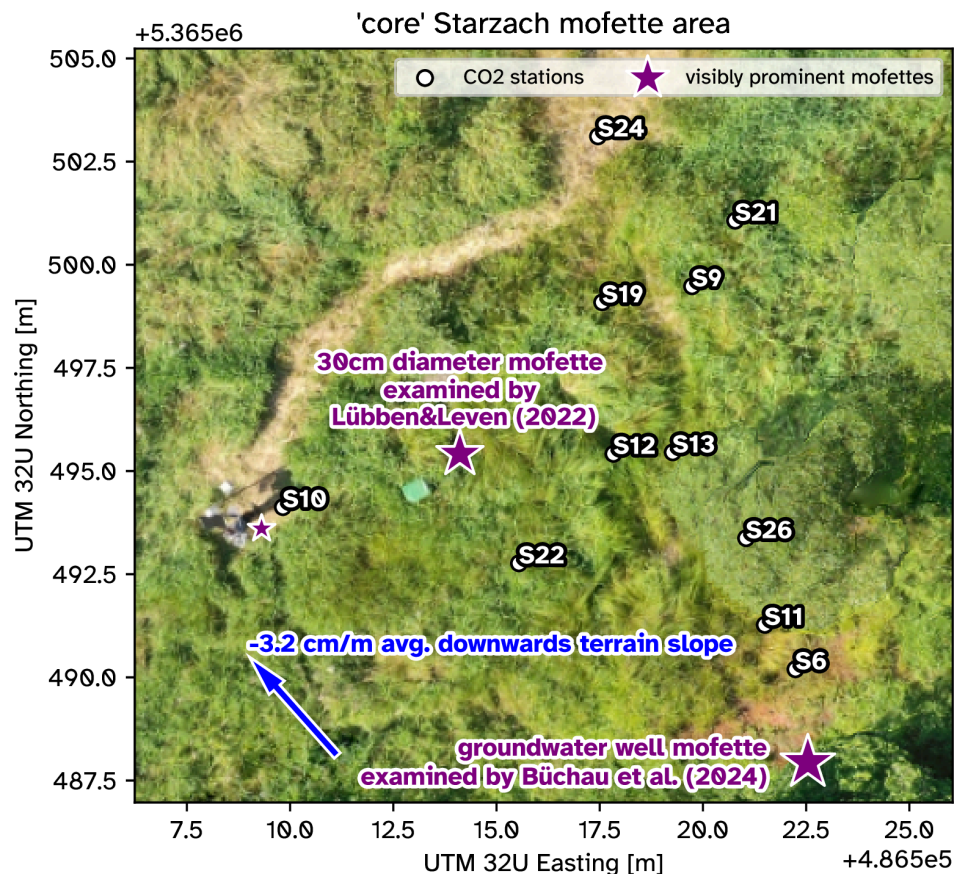 'core' Starzach mofette area
+5.365e6
505.0
CO2 stations
visibly prominent mofettes
S24
502.5
S21
500.0
S9
S19
497.5
30cm diameter mofette
examined by
Lübben&Leven (2022)
S12
S13
495.0
S10
S26
S22
492.5
S11
-3.2 cm/m avg. downwards terrain slope
S6
490.0
groundwater well mofette
examined by Büchau et al. (2024)
487.5
UTM 32U Northing [m]
7.5 10.0 12.5 15.0 17.5 20.0 22.5 25.0
UTM 32U Easting [m]
+4.865e5